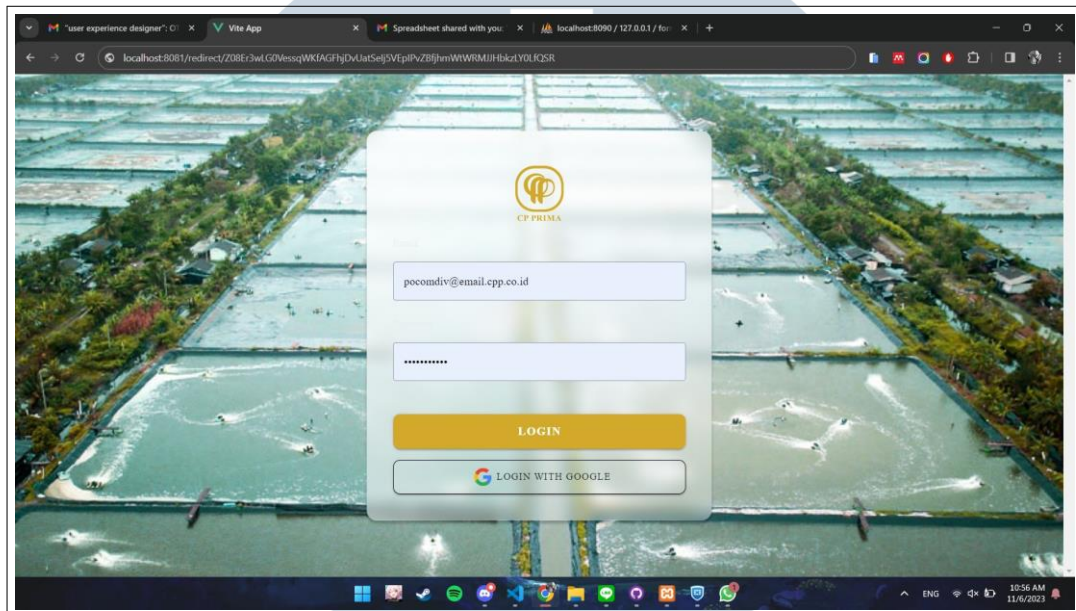 "user experience designer": O
Vite App
Spreadsheet shared with you:
localhost:8090 / 127.0.0.1 / for
localhost:8081/redirect/
CP PRIMA
pocomdiv@email.cpp.co.id
LOGIN
LOGIN WITH GOOGLE
ENG
10:56 AM
11/6/2023